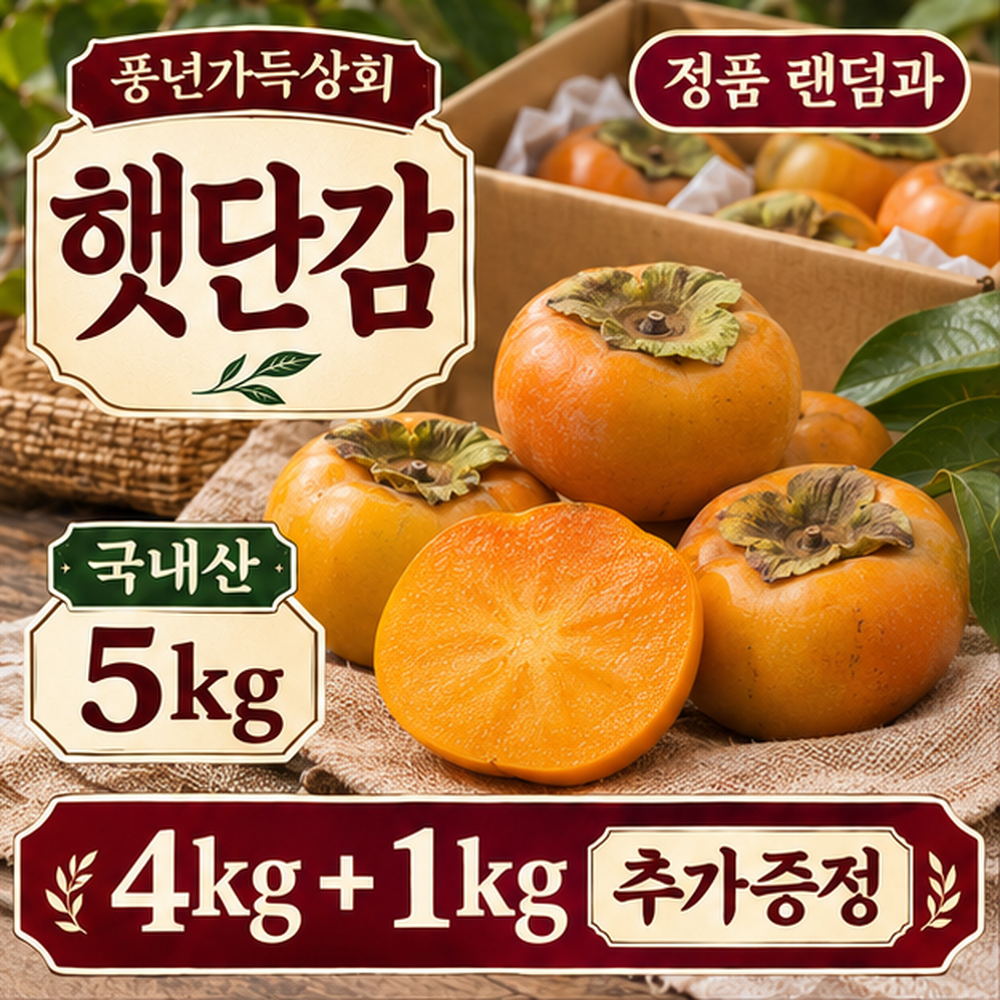 풍년가득상회
햇단감
정품 랜덤과
국내산
5kg
4kg+1kg 추가증정